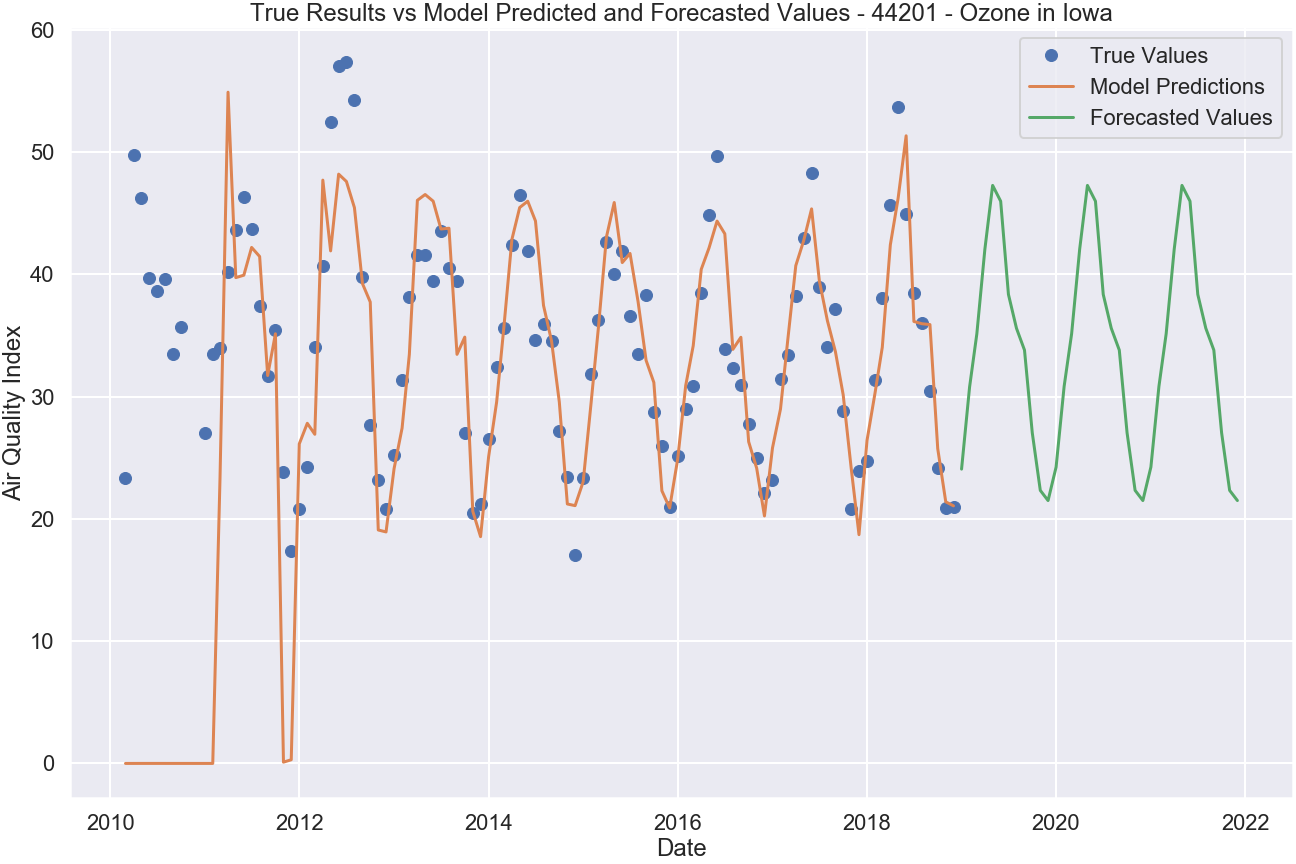 True Results vs Model Predicted and Forecasted Values - 44201 - Ozone in Iowa
True Values
Model Predictions
Forecasted Values
Air Quality Index
60
50
40
30
20
10
0
2010 2012 2014 2016 2018 2020 2022
Date